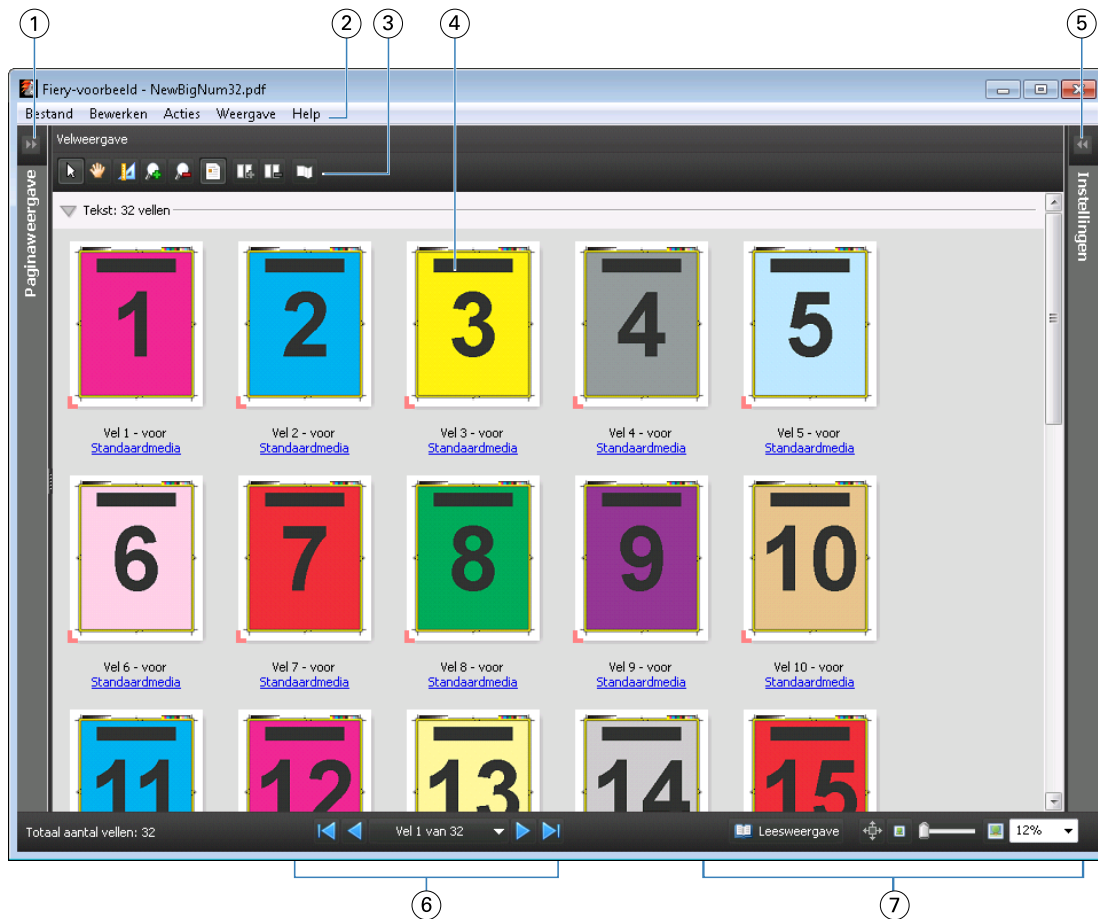 1 2 3 4 5
Fiery-voorbeeld - NewBigNum32.pdf
Bestand Bewerken Acties Weergave Help
Velweergave
Paginaweergave
Instellingen
Tekst: 32 vellen
1 2 3 4 5
Vel 1 - voor Vel 2 - voor Vel 3 - voor Vel 4 - voor Vel 5 - voor
Standaardmedia Standaardmedia Standaardmedia Standaardmedia Standaardmedia
6 7 8 9 10
Vel 6 - voor Vel 7 - voor Vel 8 - voor Vel 9 - voor Vel 10 - voor
Standaardmedia Standaardmedia Standaardmedia Standaardmedia Standaardmedia
11 12 13 14 15
Totaal aantal vellen: 32 Vel 1 van 32 Leesweergave 12%
6 7